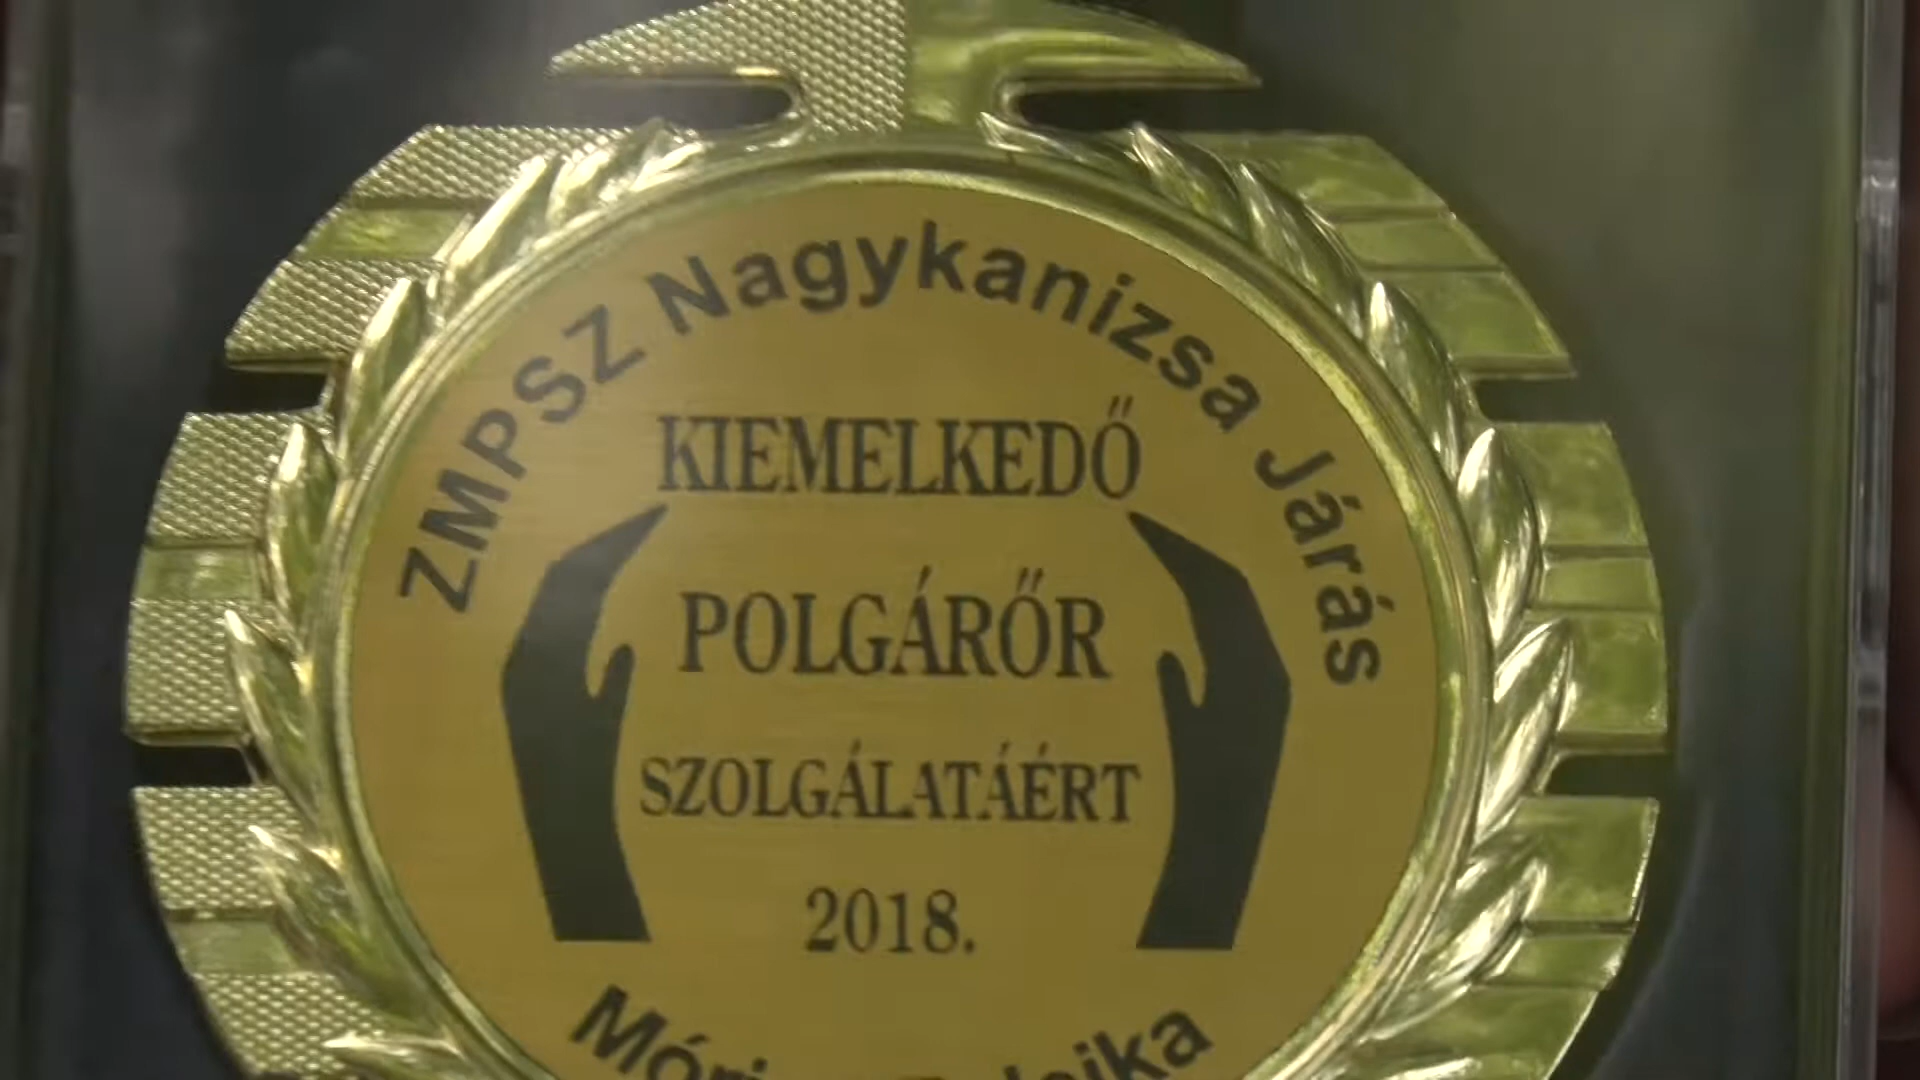 ZMPSZ Nagykanizsa Járás
KIEMELKEDŐ
POLGÁRŐR
SZOLGÁLATÁÉRT
2018.